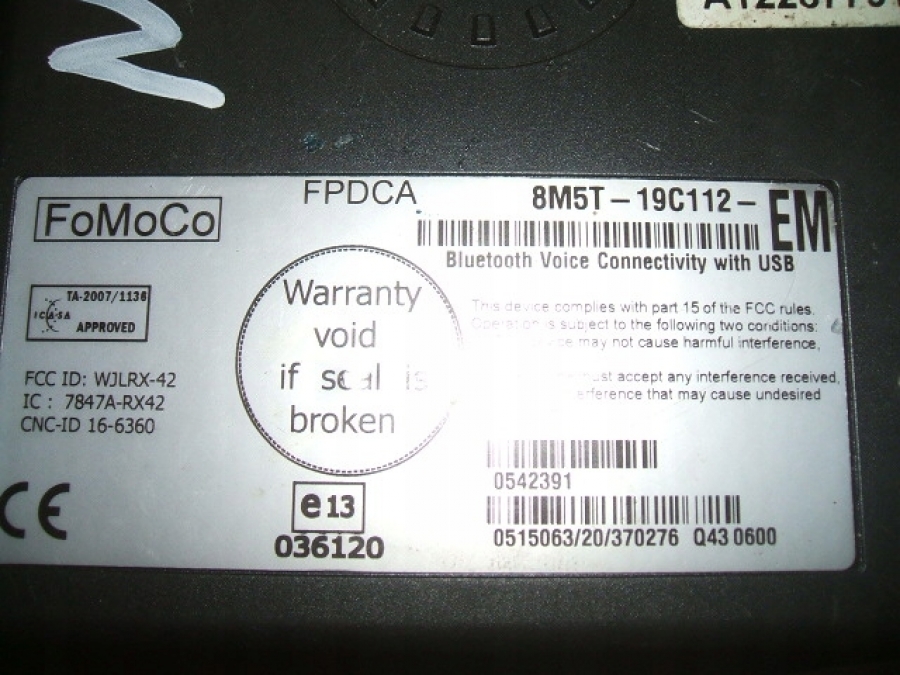 FoMoCo
FPDCA
8M5T-19C112-EM
Bluetooth Voice Connectivity with USB
TA-2007/1136
ICASA
APPROVED
Warranty
void
if seal is
broken
This device complies with part 15 of the FCC rules.
Operation is subject to the following two conditions:
may not cause harmful interference,
must accept any interference received,
interference that may cause undesired
FCC ID: WJLRX-42
IC : 7847A-RX42
CNC-ID 16-6360
CE
e13
036120
0542391
0515063/20/370276 Q43 0600